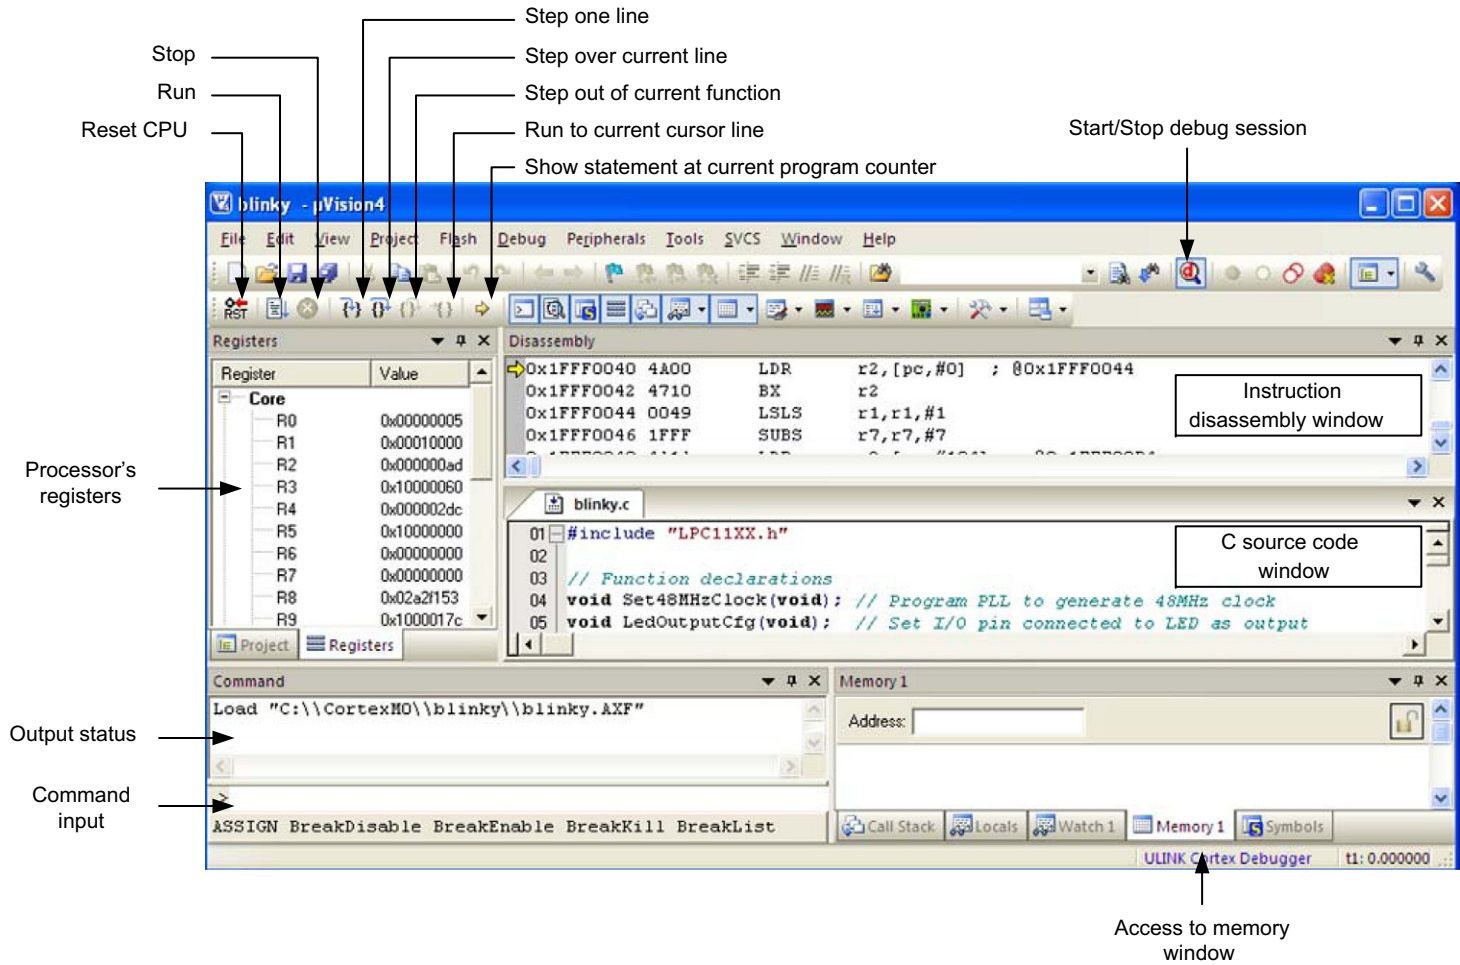 Step one line
Stop
Step over current line
Run
Step out of current function
Reset CPU
Run to current cursor line
Start/Stop debug session
Show statement at current program counter
blinky - µVision4
File Edit View Project Flash Debug Peripherals Tools SVCS Window Help
RST
Registers
Disassembly
Register Value
Core
R0 0x00000005
R1 0x00010000
R2 0x000000ad
R3 0x10000060
R4 0x000002dc
R5 0x10000000
R6 0x00000000
R7 0x00000000
R8 0x02a2f153
R9 0x1000017c
Project Registers
0x1FFF0040 4A00 LDR r2,[pc,#0] ; @0x1FFF0044
0x1FFF0042 4710 BX r2
0x1FFF0044 0049 LSLS r1,r1,#1
0x1FFF0046 1FFF SUBS r7,r7,#7
Instruction
disassembly window
Processor's
registers
blinky.c
01 #include "LPC11XX.h"
02
03 // Function declarations
04 void Set48MHzClock(void); // Program PLL to generate 48MHz clock
05 void LedOutputCfg(void); // Set I/O pin connected to LED as output
C source code
window
Command
Load "C:\\CortexM0\\blinky\\blinky.AXF"
Output status
Command
input
>
ASSIGN BreakDisable BreakEnable BreakKill BreakList
Memory 1
Address:
Call Stack Locals Watch 1 Memory 1 Symbols
ULINK Cortex Debugger t1: 0.000000
Access to memory
window